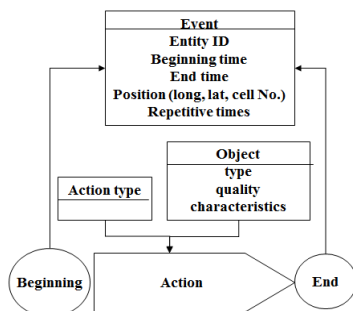 Event
Entity ID
Beginning time
End time
Position (long, lat, cell No.)
Repetitive times
Object
type
quality
characteristics
Action type
Beginning
Action
End